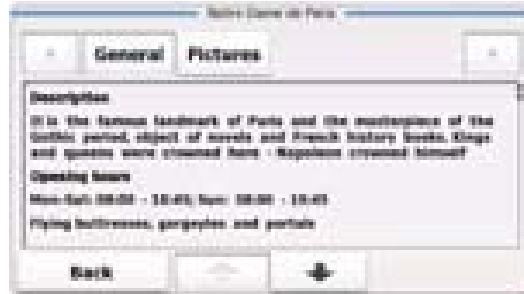 Notre Dame de Paris
General Pictures
Description
It is the famous landmark of Paris and the masterpiece of the
Gothic period, object of novels and French history books. Kings
and queens were crowned here - Napoleon crowned himself
Opening hours
Mon-Sat: 08:00 - 18:45; Sun: 08:00 - 19:45
Flying buttresses, gargoyles and portals
Back